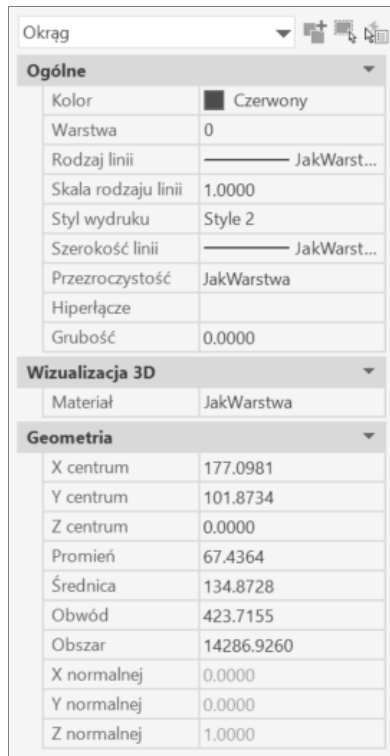 Okrąg
Ogólne
Kolor Czerwony
Warstwa 0
Rodzaj linii JakWarst...
Skala rodzaju linii 1.0000
Styl wydruku Style 2
Szerokość linii JakWarst...
Przezroczystość JakWarstwa
Hiperłącze
Grubość 0.0000
Wizualizacja 3D
Materiał JakWarstwa
Geometria
X centrum 177.0981
Y centrum 101.8734
Z centrum 0.0000
Promień 67.4364
Średnica 134.8728
Obwód 423.7155
Obszar 14286.9260
X normalnej 0.0000
Y normalnej 0.0000
Z normalnej 1.0000